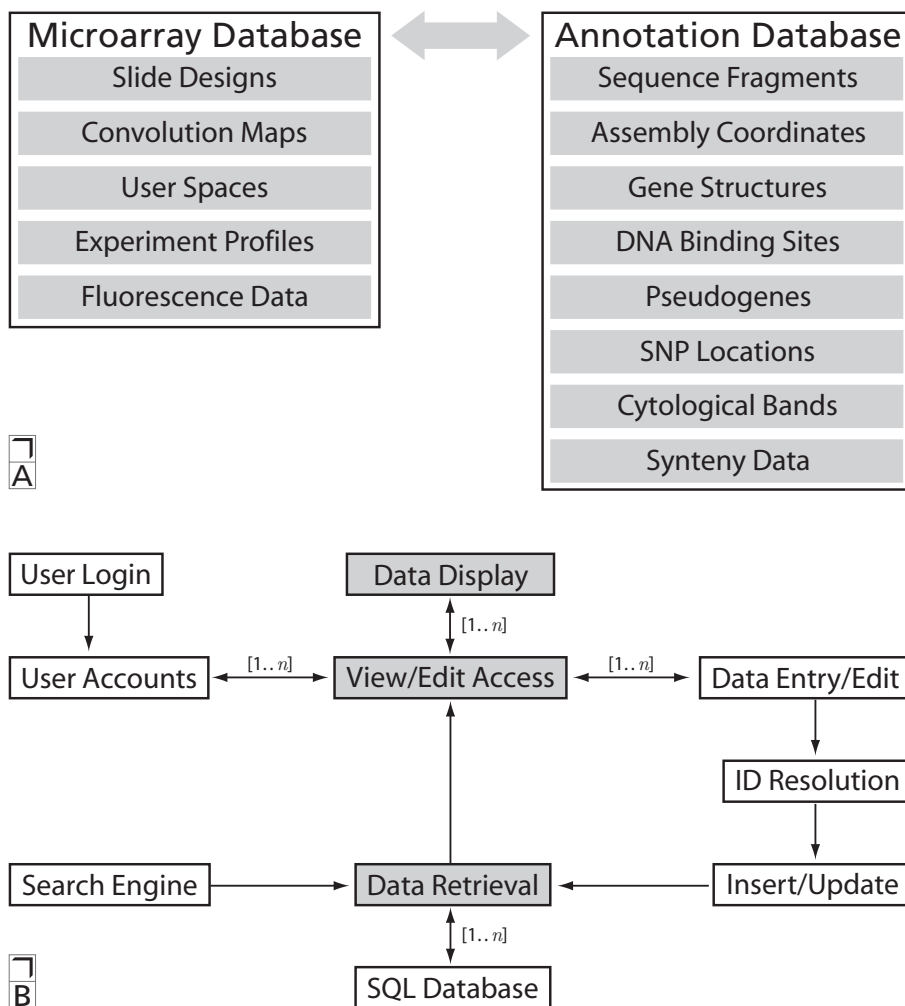 Microarray Database
Slide Designs
Convolution Maps
User Spaces
Experiment Profiles
Fluorescence Data
Annotation Database
Sequence Fragments
Assembly Coordinates
Gene Structures
DNA Binding Sites
Pseudogenes
SNP Locations
Cytological Bands
Synteny Data
A
User Login
Data Display
[1..n]
User Accounts
[1..n]
View/Edit Access
[1..n]
Data Entry/Edit
ID Resolution
Search Engine
Data Retrieval
Insert/Update
[1..n]
SQL Database
B